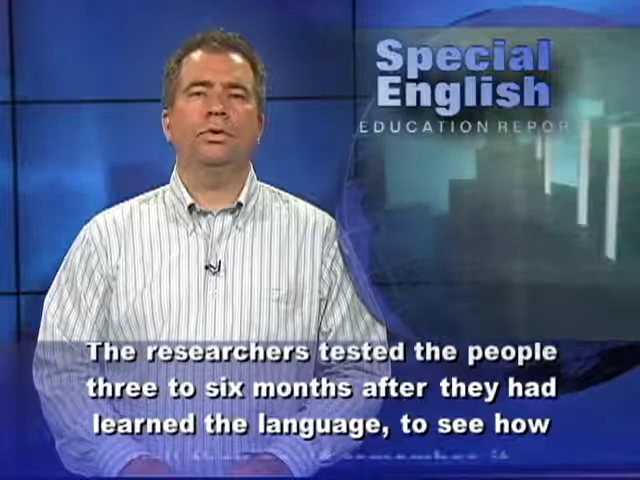 Special
English
EDUCATION REPOR
The researchers tested the people
three to six months after they had
learned the language, to see how